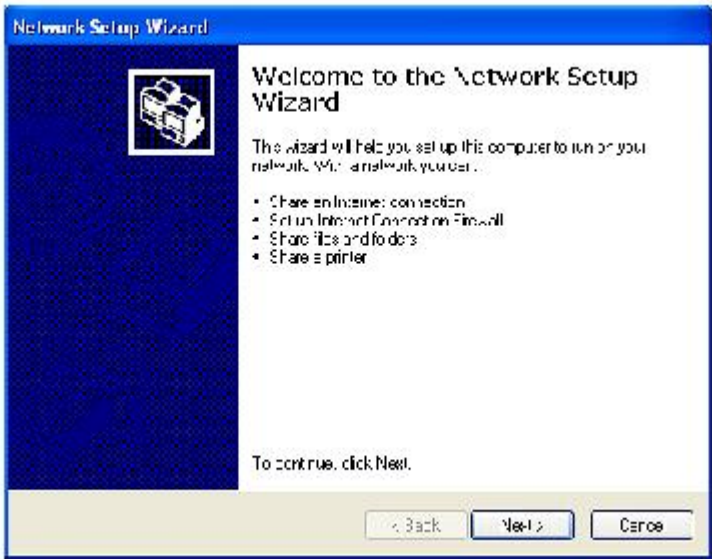 Network Setup Wizard
Welcome to the Network Setup
Wizard
This wizard will help you set up this computer to run on your
network. With a network you can:
• Share an Internet connection
• Set up Internet Connection Firewall
• Share files and folders
• Share a printer
To continue, click Next.
< Back
Next >
Cancel